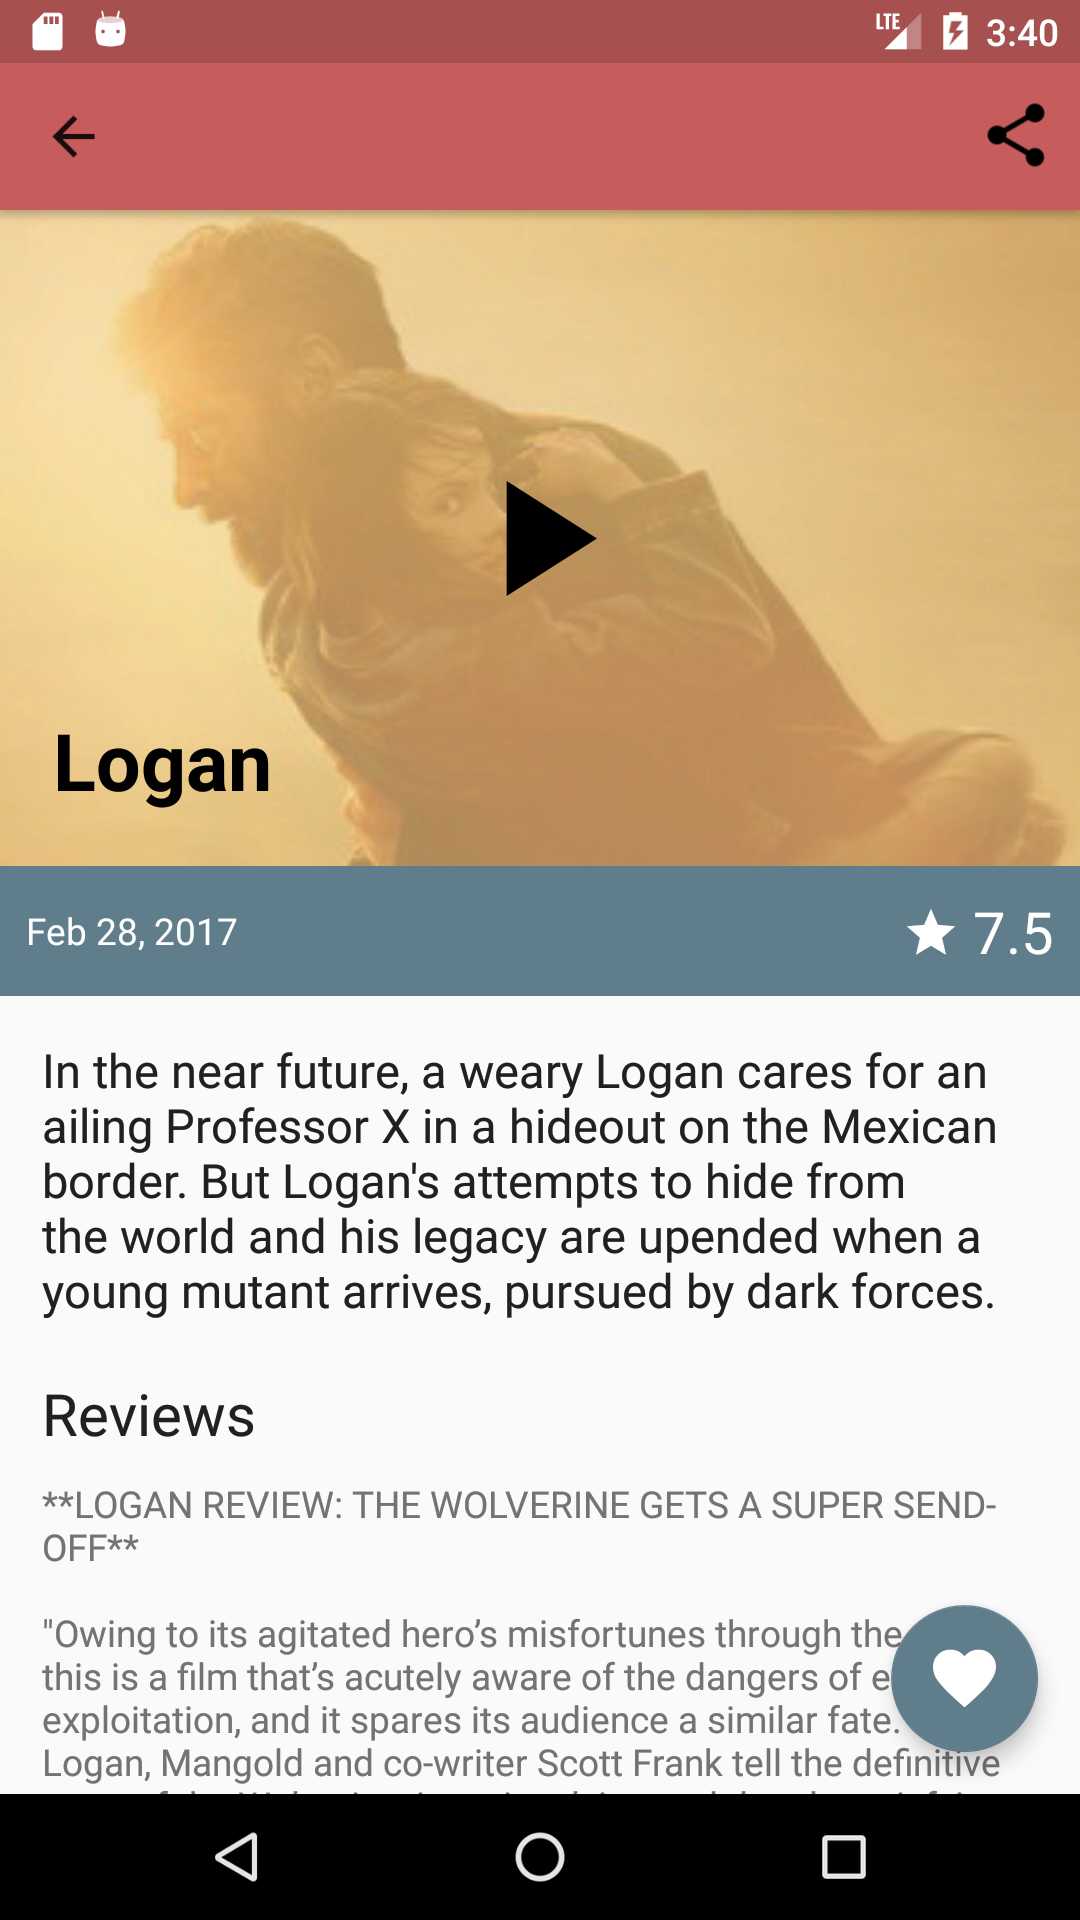 LTE 3:40
Logan
Feb 28, 2017 7.5
In the near future, a weary Logan cares for an
ailing Professor X in a hideout on the Mexican
border. But Logan's attempts to hide from
the world and his legacy are upended when a
young mutant arrives, pursued by dark forces.
Reviews
**LOGAN REVIEW: THE WOLVERINE GETS A SUPER SEND-
OFF**
"Owing to its agitated hero’s misfortunes through the
this is a film that’s acutely aware of the dangers of
exploitation, and it spares its audience a similar fate.
Logan, Mangold and co-writer Scott Frank tell the definitive